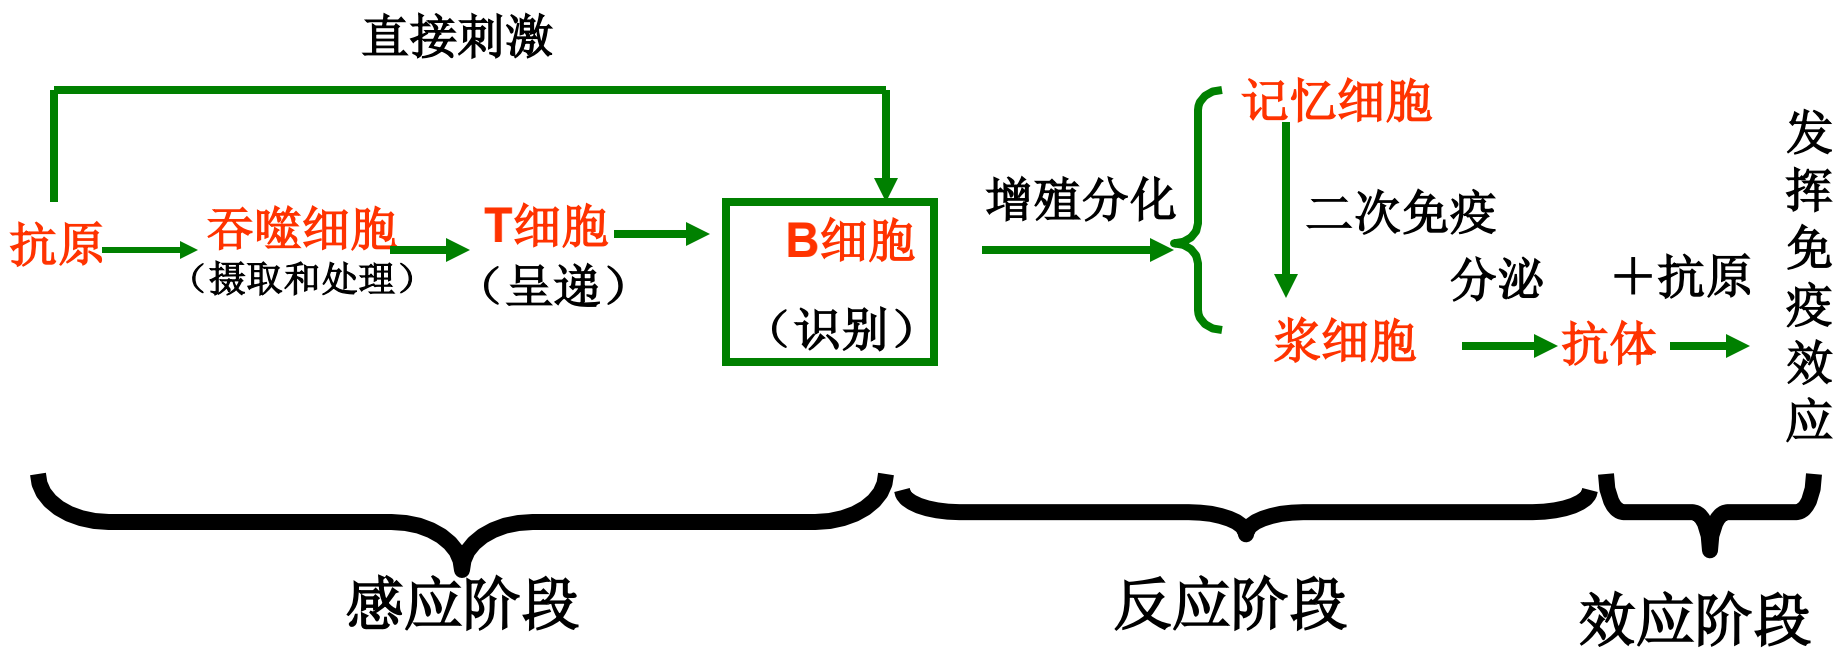 直接刺激
抗原
吞噬细胞
（摄取和处理）
T细胞
（呈递）
B细胞
（识别）
增殖分化
记忆细胞
二次免疫
浆细胞
分泌
抗体
＋抗原
发挥免疫效应
感应阶段
反应阶段
效应阶段